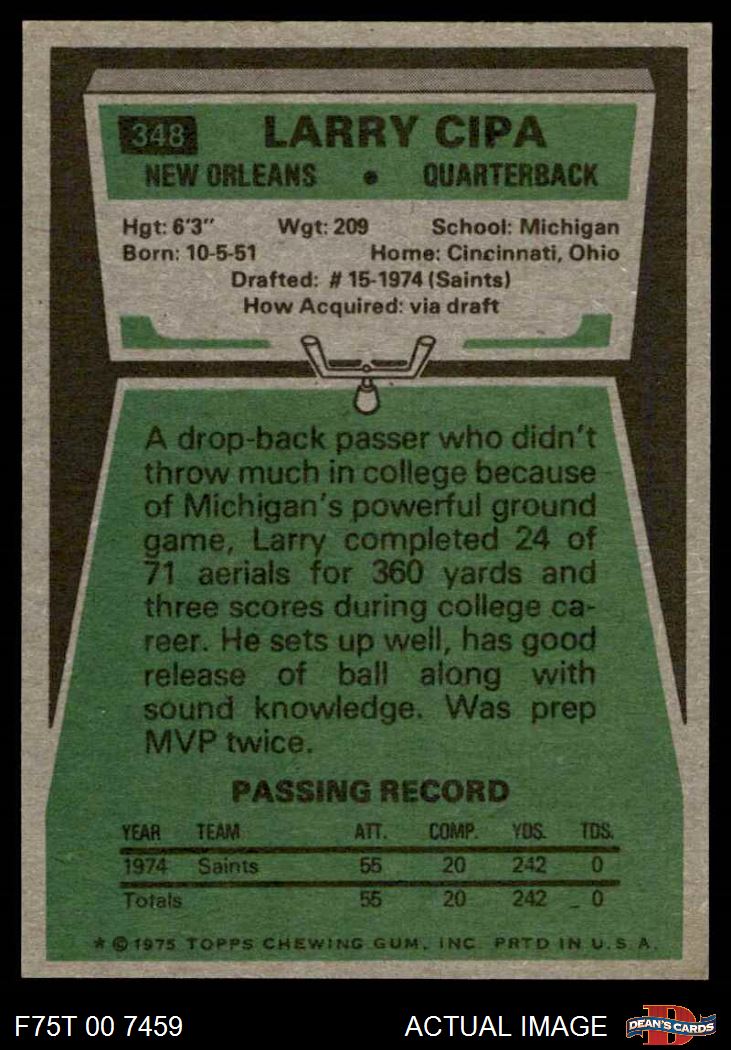 348 LARRY CIPA
NEW ORLEANS • QUARTERBACK
Hgt: 6'3" Wgt: 209 School: Michigan
Born: 10-5-51 Home: Cincinnati, Ohio
Drafted: #15-1974 (Saints)
How Acquired: via draft
A drop-back passer who didn't
throw much in college because
of Michigan's powerful ground
game, Larry completed 24 of
71 aerials for 360 yards and
three scores during college ca-
reer. He sets up well, has good
release of ball along with
sound knowledge. Was prep
MVP twice.
PASSING RECORD
YEAR TEAM ATT. COMP. YDS. TDS.
1974 Saints 55 20 242 0
Totals 55 20 242 0
* © 1975 TOPPS CHEWING GUM, INC. PRTD IN U.S.A.
F75T 00 7459 ACTUAL IMAGE DEAN'S CARDS